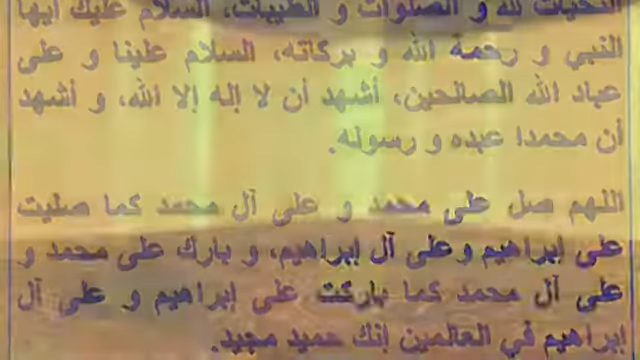 التحيات لله و الصلوات و الطيبات، السلام عليك أيها
النبي و رحمة الله و بركاته، السلام علينا و على
عباد الله الصالحين، أشهد أن لا إله إلا الله، و أشهد
أن محمدا عبده و رسوله.
اللهم صل على محمد و على آل محمد كما صليت
على إبراهيم وعلى آل إبراهيم، و بارك على محمد و
على آل محمد كما باركت على إبراهيم و على آل
إبراهيم في العالمين إنك حميد مجيد.